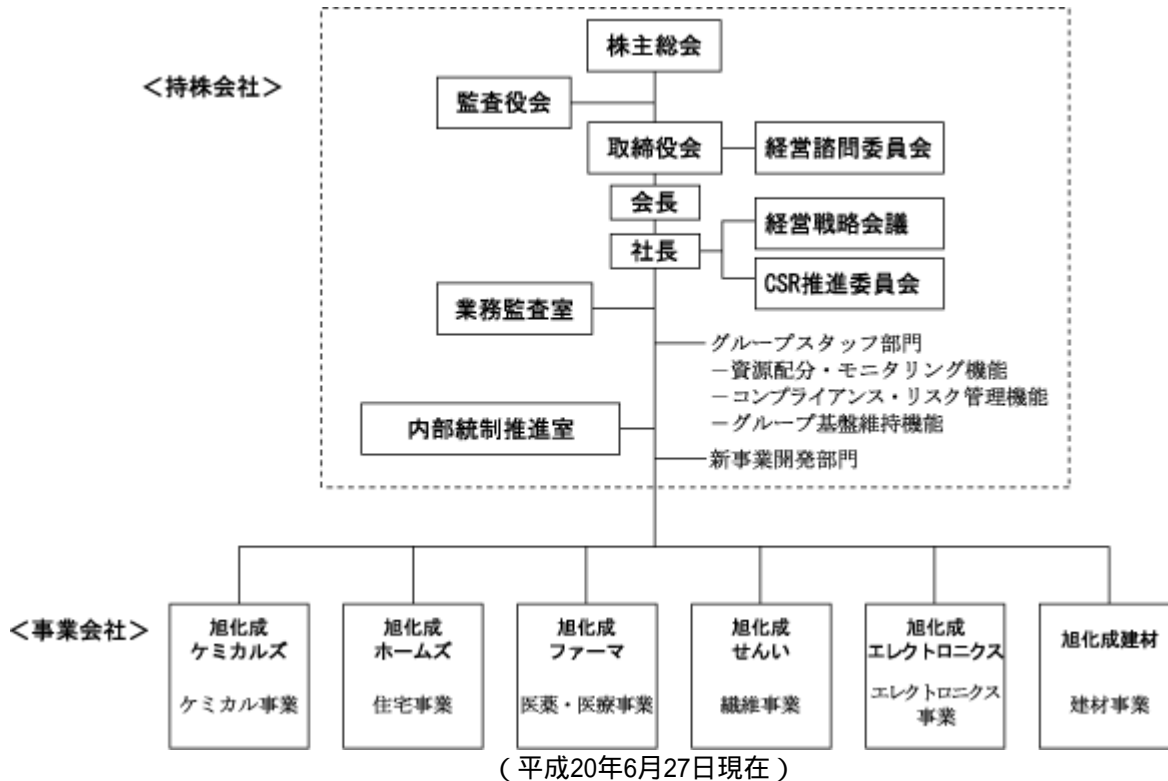 株主総会
＜持株会社＞
監査役会
取締役会
経営諮問委員会
会長
経営戦略会議
社長
CSR推進委員会
業務監査室
グループスタッフ部門
－資源配分・モニタリング機能
－コンプライアンス・リスク管理機能
－グループ基盤維持機能
内部統制推進室
新事業開発部門
＜事業会社＞
旭化成
ケミカルズ
ケミカル事業
旭化成
ホームズ
住宅事業
旭化成
ファーマ
医薬・医療事業
旭化成
せんい
繊維事業
旭化成
エレクトロニクス
エレクトロニクス
事業
旭化成建材
建材事業
（平成20年6月27日現在）